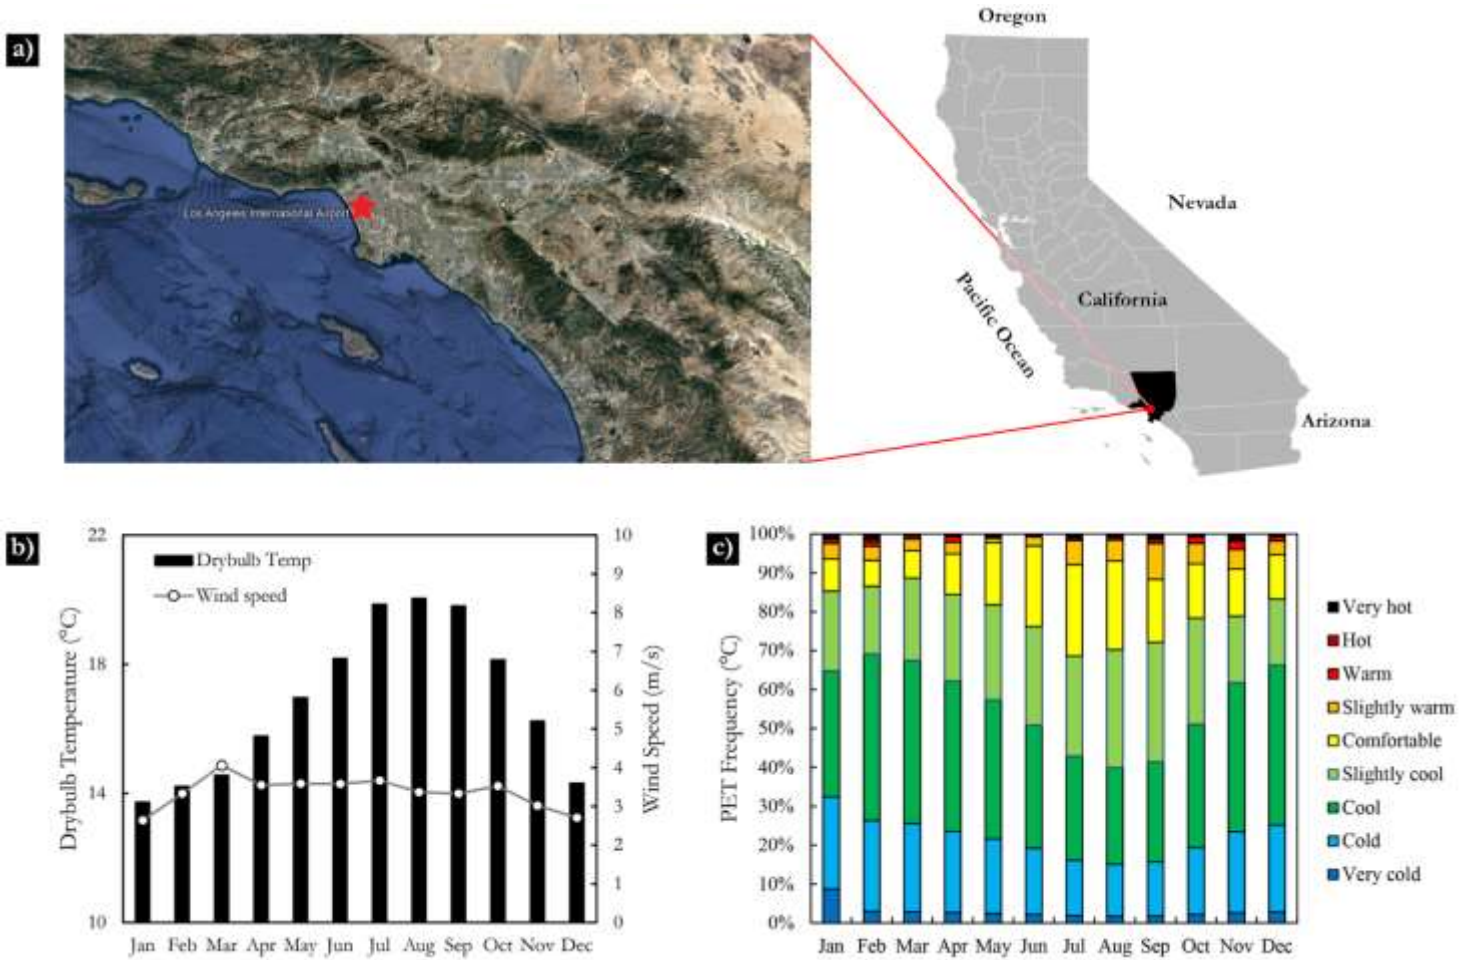 a)
Oregon
Nevada
California
Pacific Ocean
Arizona
Los Angeles International Airport
b)
Drybulb Temp
Wind speed
Drybulb Temperature (°C)
22
18
14
10
Wind Speed (m/s)
10
9
8
7
6
5
4
3
2
1
0
Jan Feb Mar Apr May Jun Jul Aug Sep Oct Nov Dec
c)
PET Frequency (°C)
100%
90%
80%
70%
60%
50%
40%
30%
20%
10%
0%
Jan Feb Mar Apr May Jun Jul Aug Sep Oct Nov Dec
Very hot
Hot
Warm
Slightly warm
Comfortable
Slightly cool
Cool
Cold
Very cold